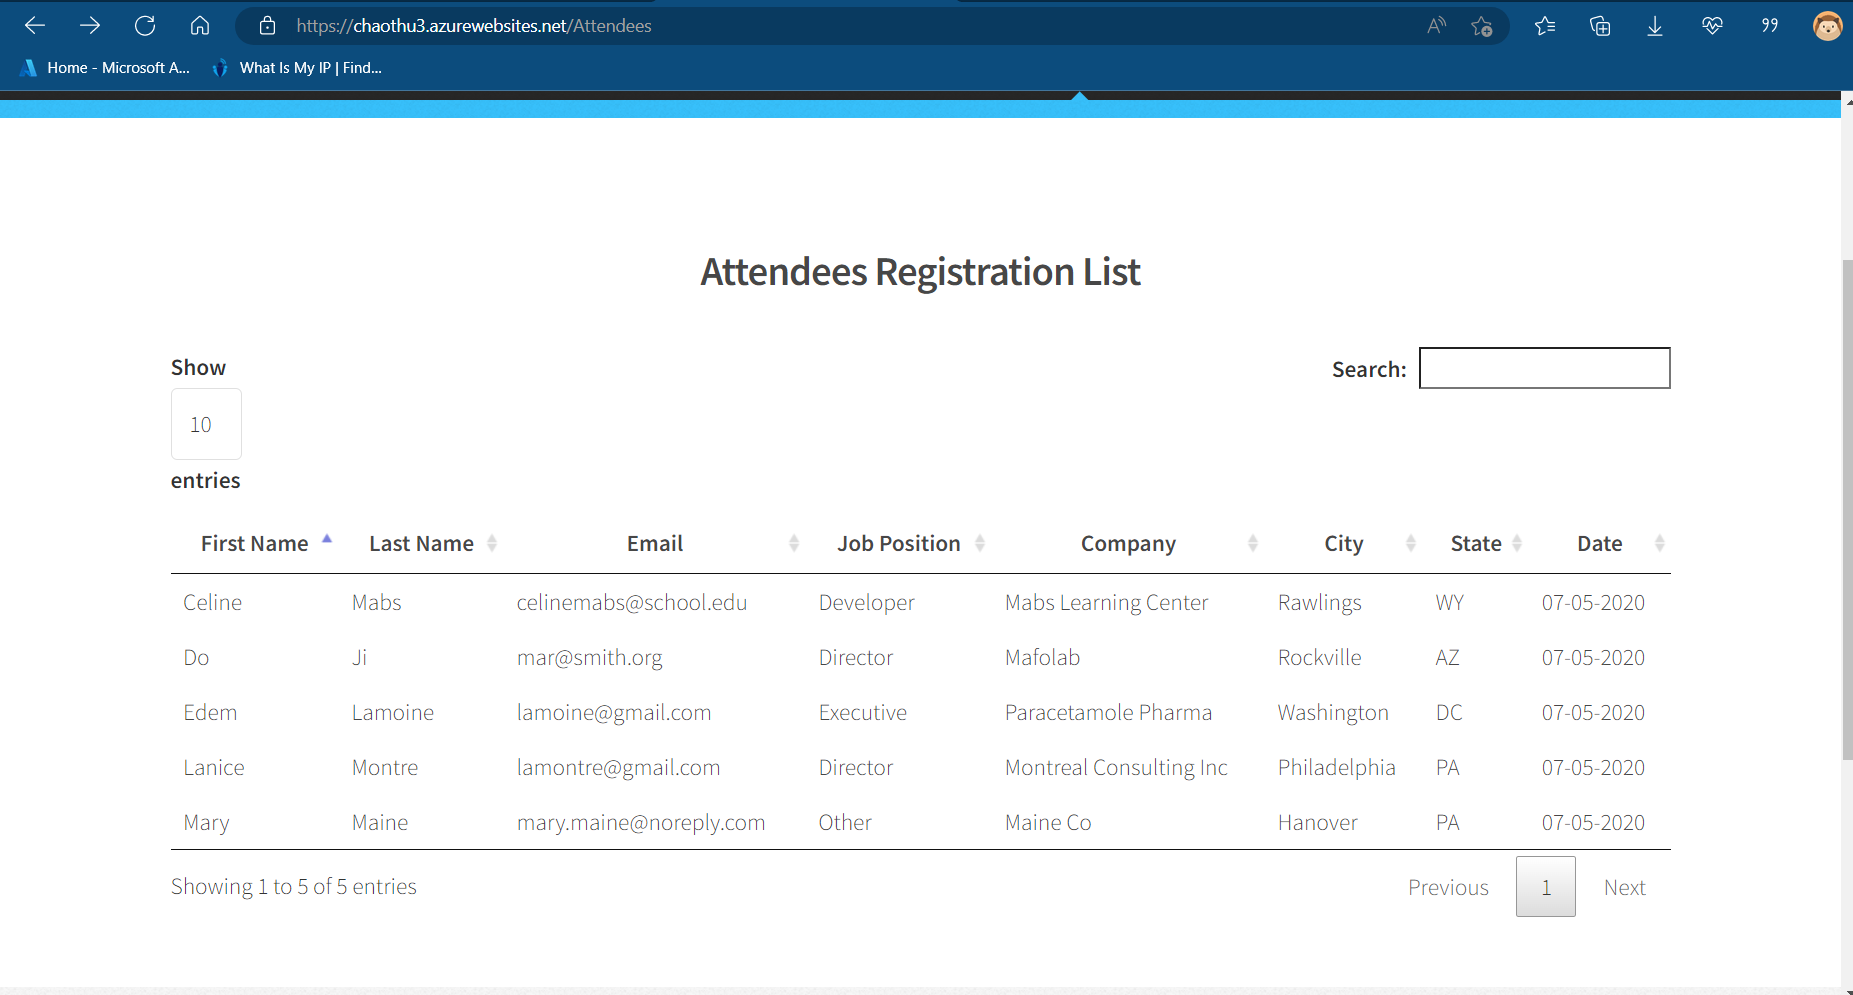 https://chaothu3.azurewebsites.net/Attendees
Home - Microsoft A... What Is My IP | Find...
Attendees Registration List
Show
Search:
10
entries
First Name Last Name Email Job Position Company City State Date
Celine Mabs celinemabs@school.edu Developer Mabs Learning Center Rawlings WY 07-05-2020
Do Ji mar@smith.org Director Mafolab Rockville AZ 07-05-2020
Edem Lamoine lamoine@gmail.com Executive Paracetamole Pharma Washington DC 07-05-2020
Lanice Montre lamontre@gmail.com Director Montreal Consulting Inc Philadelphia PA 07-05-2020
Mary Maine mary.maine@noreply.com Other Maine Co Hanover PA 07-05-2020
Showing 1 to 5 of 5 entries Previous 1 Next